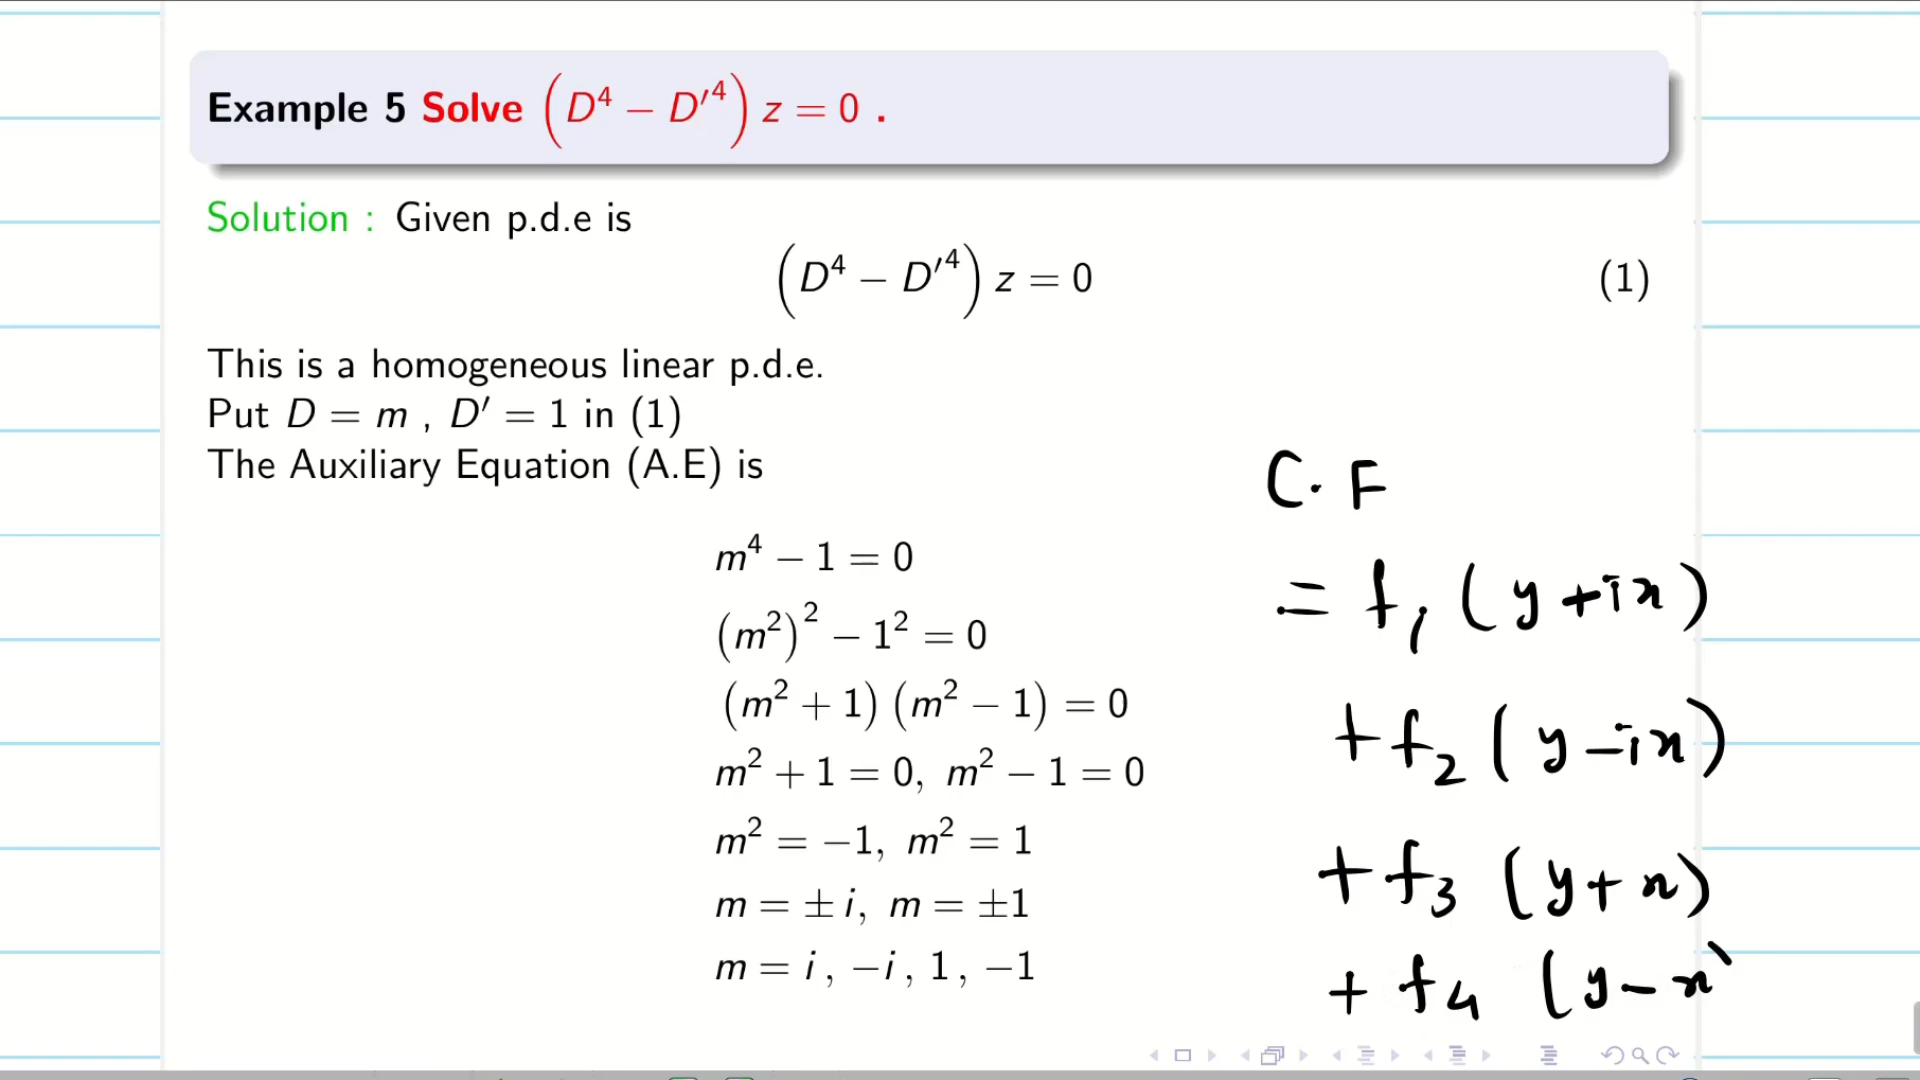 Example 5 Solve (D⁴ − D′⁴) z = 0 .
Solution : Given p.d.e is
(D⁴ − D′⁴) z = 0 (1)
This is a homogeneous linear p.d.e.
Put D = m , D′ = 1 in (1)
The Auxiliary Equation (A.E) is
m⁴ − 1 = 0
(m²)² − 1² = 0
(m² + 1) (m² − 1) = 0
m² + 1 = 0, m² − 1 = 0
m² = −1, m² = 1
m = ± i, m = ±1
m = i , −i , 1 , −1
C.F
= f₁ (y+ix)
+f₂ (y−ix)
+f₃ (y+x)
+ f₄ (y−x)